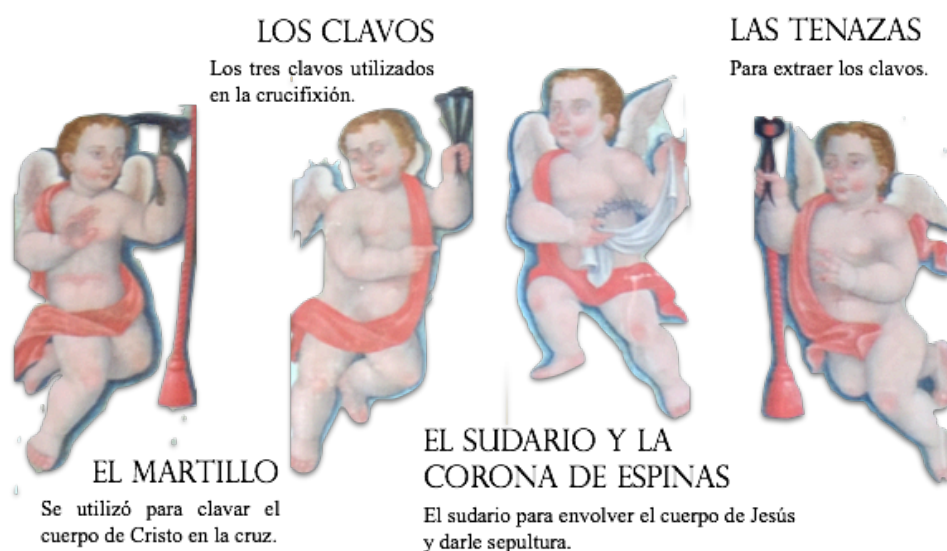 LOS CLAVOS
Los tres clavos utilizados
en la crucifixión.
LAS TENAZAS
Para extraer los clavos.
EL MARTILLO
Se utilizó para clavar el
cuerpo de Cristo en la cruz.
EL SUDARIO Y LA
CORONA DE ESPINAS
El sudario para envolver el cuerpo de Jesús
y darle sepultura.